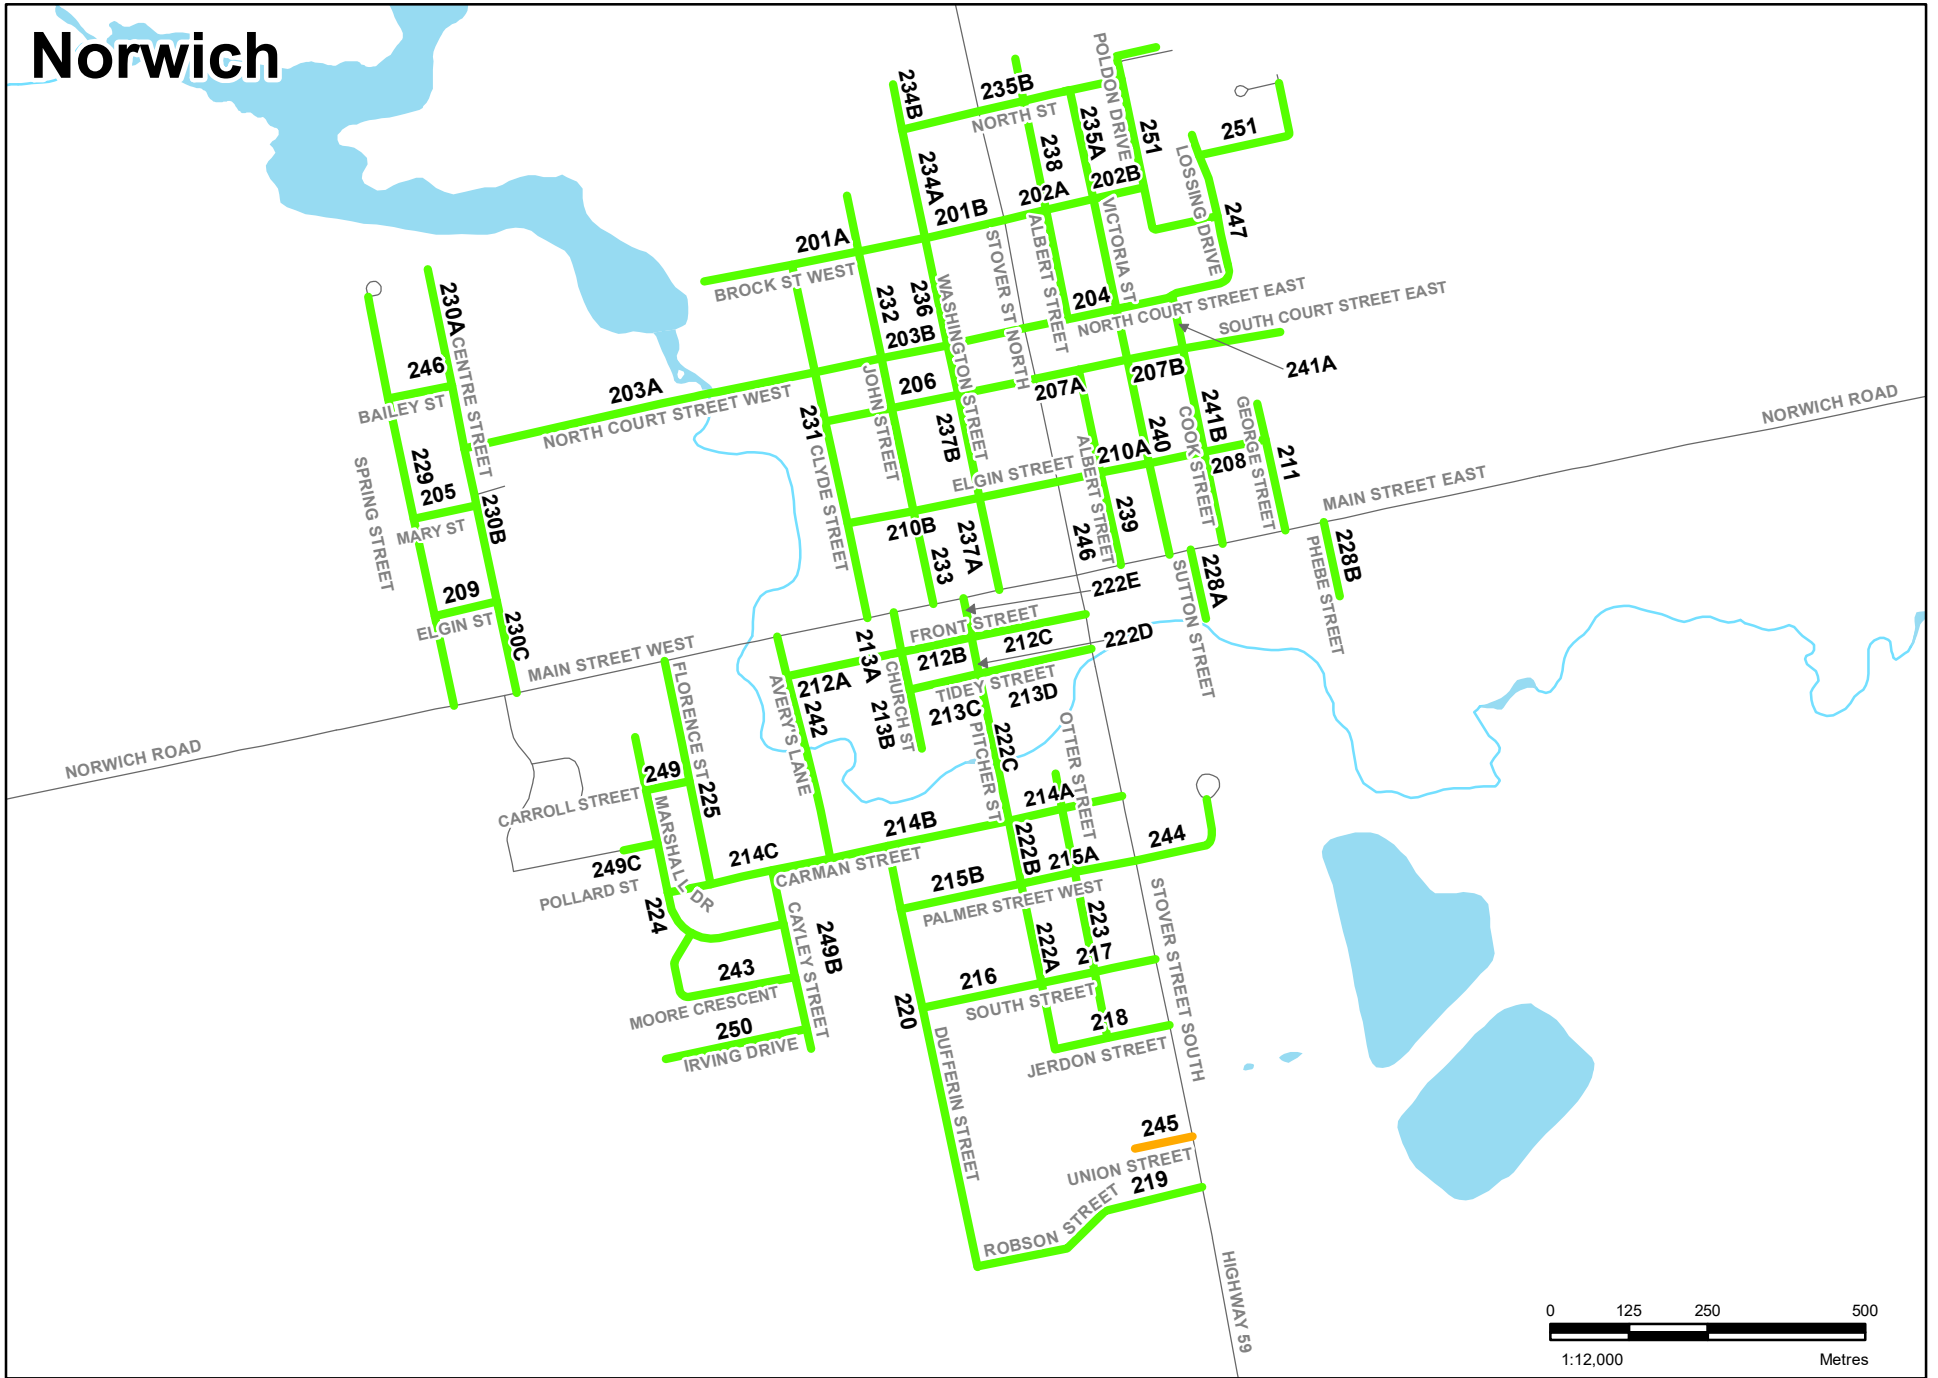 Norwich
234B
235B
NORTH ST
POLDON DRIVE
235A
251
251
238
234A
202A
202B
LOSSING DRIVE
247
201B
201A
BROCK ST WEST
STOVER ST NORTH
ALBERT STREET
VICTORIA ST
232
236
WASHINGTON STREET
204
NORTH COURT STREET EAST
SOUTH COURT STREET EAST
241A
203B
230A
CENTRE STREET
246
BAILEY ST
203A
NORTH COURT STREET WEST
JOHN STREET
206
207A
207B
231
CLYDE STREET
237B
ELGIN STREET
ALBERT STREET
210A
240
COOK STREET
241B
208
GEORGE STREET
211
NORWICH ROAD
MAIN STREET EAST
SPRING STREET
229
205
MARY ST
230B
210B
233
237A
246
239
209
ELGIN ST
230C
222E
SUTTON STREET
228A
PHEBE STREET
228B
MAIN STREET WEST
213A
FRONT STREET
212B
212C
222D
212A
CHURCH ST
TIDEY STREET
213C
213D
213B
AVERY'S LANE
242
FLORENCE ST
225
NORWICH ROAD
PITCHER ST
222C
OTTER STREET
249
CARROLL STREET
MARSHALL DR
214A
214B
214C
CARMAN STREET
222B
215A
244
249C
POLLARD ST
215B
PALMER STREET WEST
224
CAYLEY STREET
249B
222A
223
217
STOVER STREET SOUTH
243
MOORE CRESCENT
216
SOUTH STREET
220
250
IRVING DRIVE
218
JERDON STREET
DUFFERIN STREET
245
UNION STREET
219
ROBSON STREET
HIGHWAY 59
0 125 250 500
1:12,000 Metres